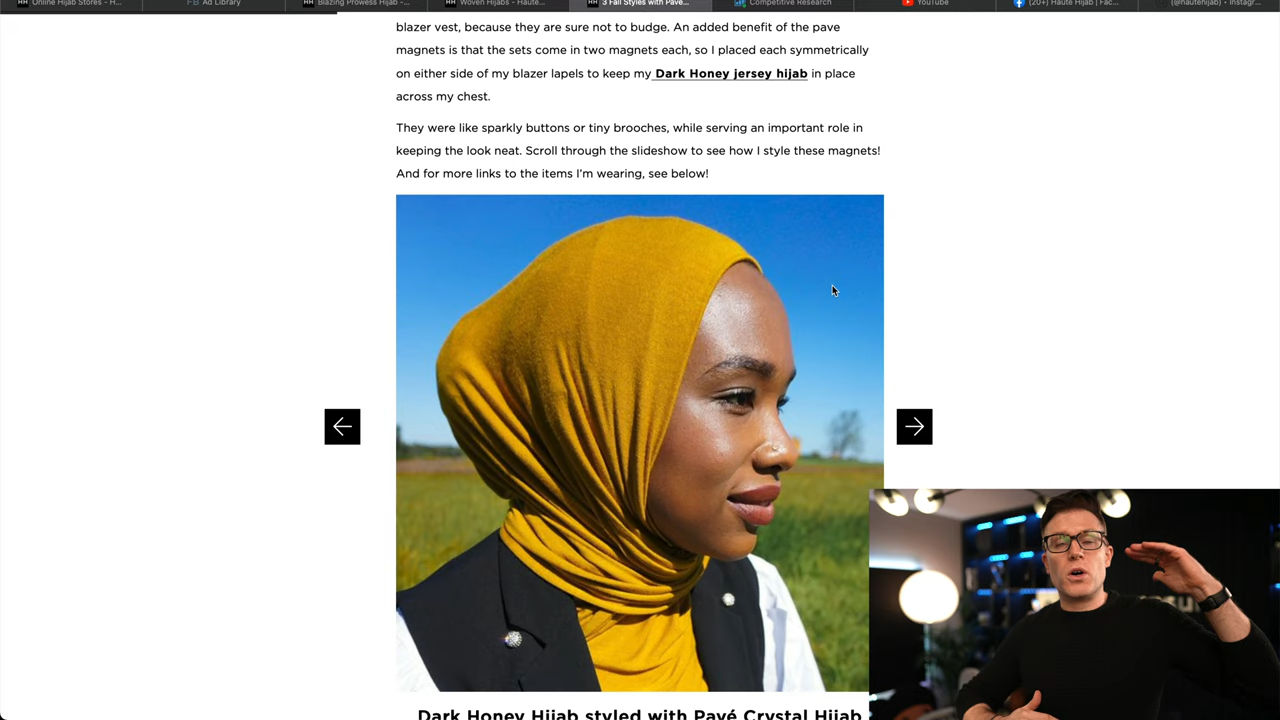 HH Online Hijab Stores - H...
FB Ad Library
HH Blazing Prowess Hijab -...
HH Woven Hijabs - Haute...
HH 3 Fall Styles with Pavé...
Competitive Research
YouTube
(20+) Haute Hijab | Fac...
(@hautehijab) • Instagr...
blazer vest, because they are sure not to budge. An added benefit of the pave
magnets is that the sets come in two magnets each, so I placed each symmetrically
on either side of my blazer lapels to keep my Dark Honey jersey hijab in place
across my chest.
They were like sparkly buttons or tiny brooches, while serving an important role in
keeping the look neat. Scroll through the slideshow to see how I style these magnets!
And for more links to the items I’m wearing, see below!
Dark Honey Hijab styled with Pavé Crystal Hijab